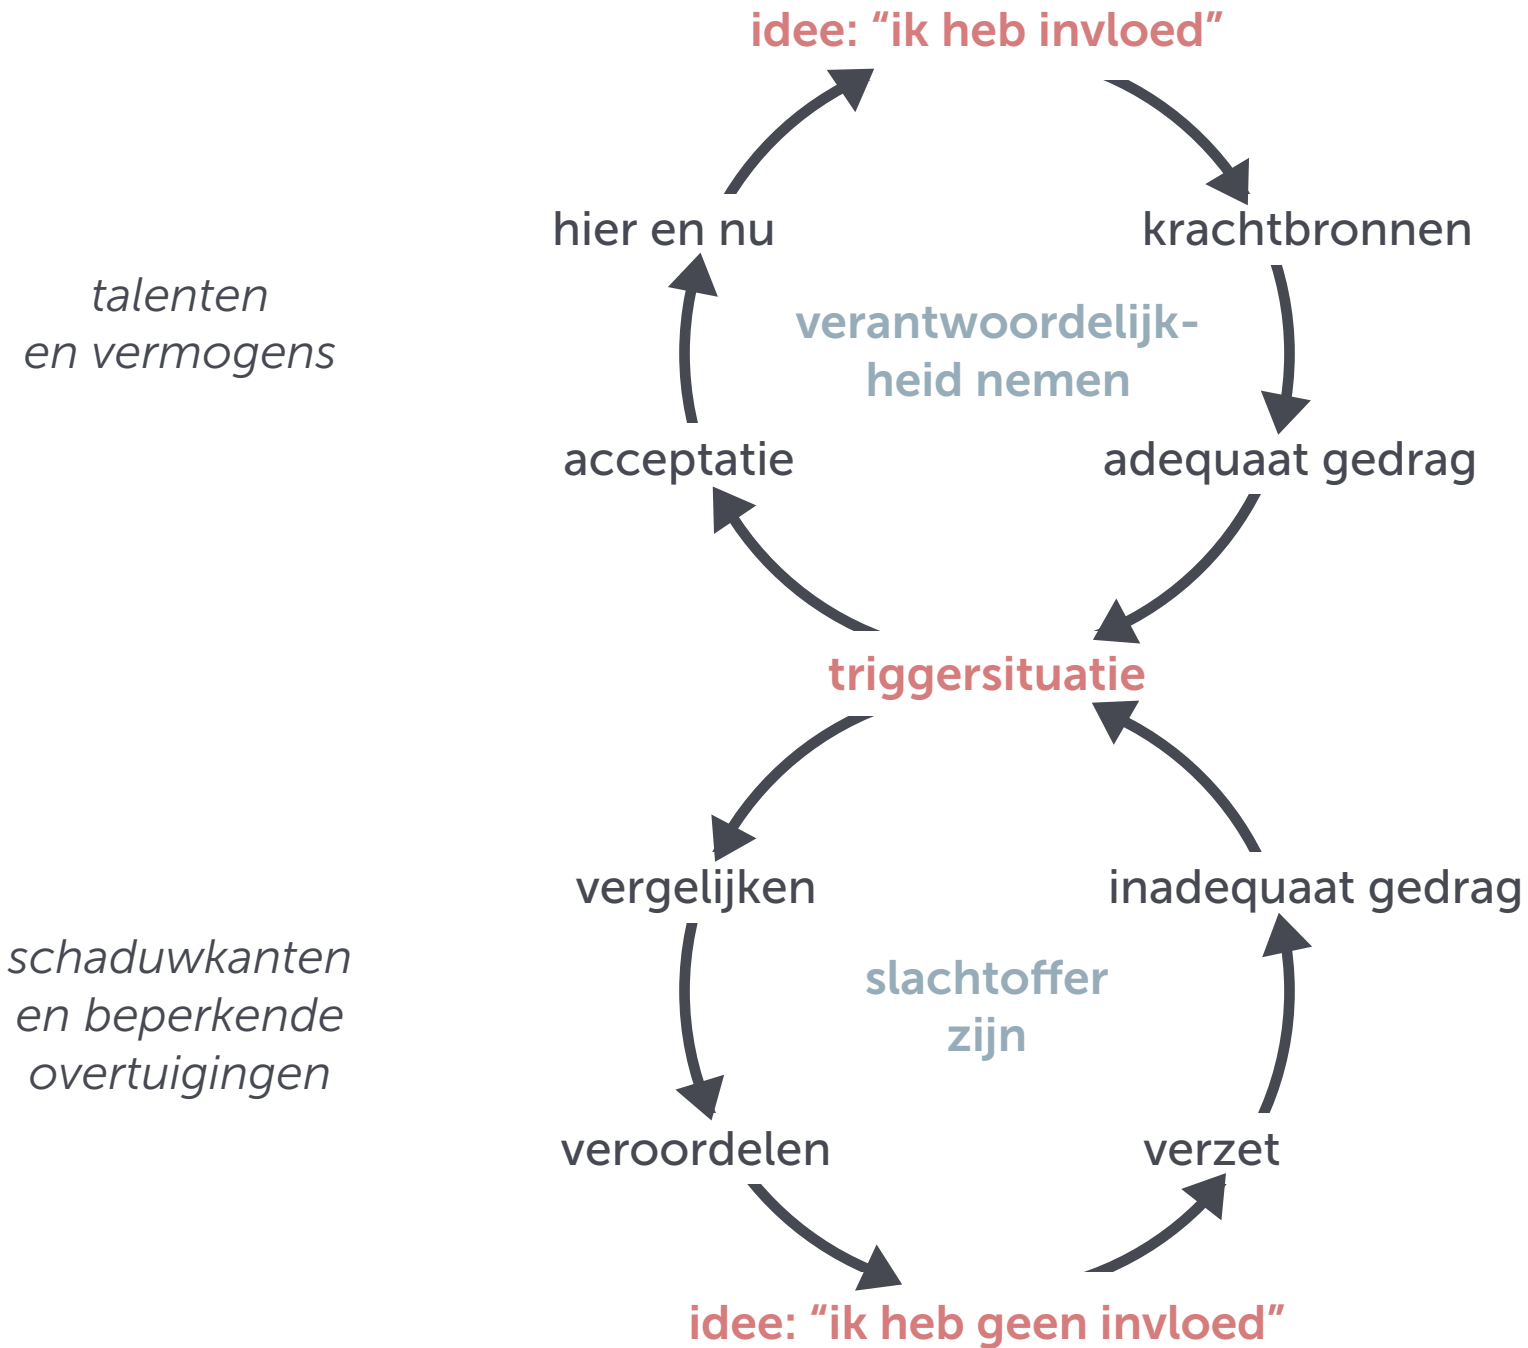 idee: “ik heb invloed”
hier en nu
krachtbronnen
talenten
en vermogens
verantwoordelijk-
heid nemen
acceptatie
adequaat gedrag
triggersituatie
vergelijken
inadequaat gedrag
schaduwkanten
en beperkende
overtuigingen
slachtoffer
zijn
veroordelen
verzet
idee: “ik heb geen invloed”